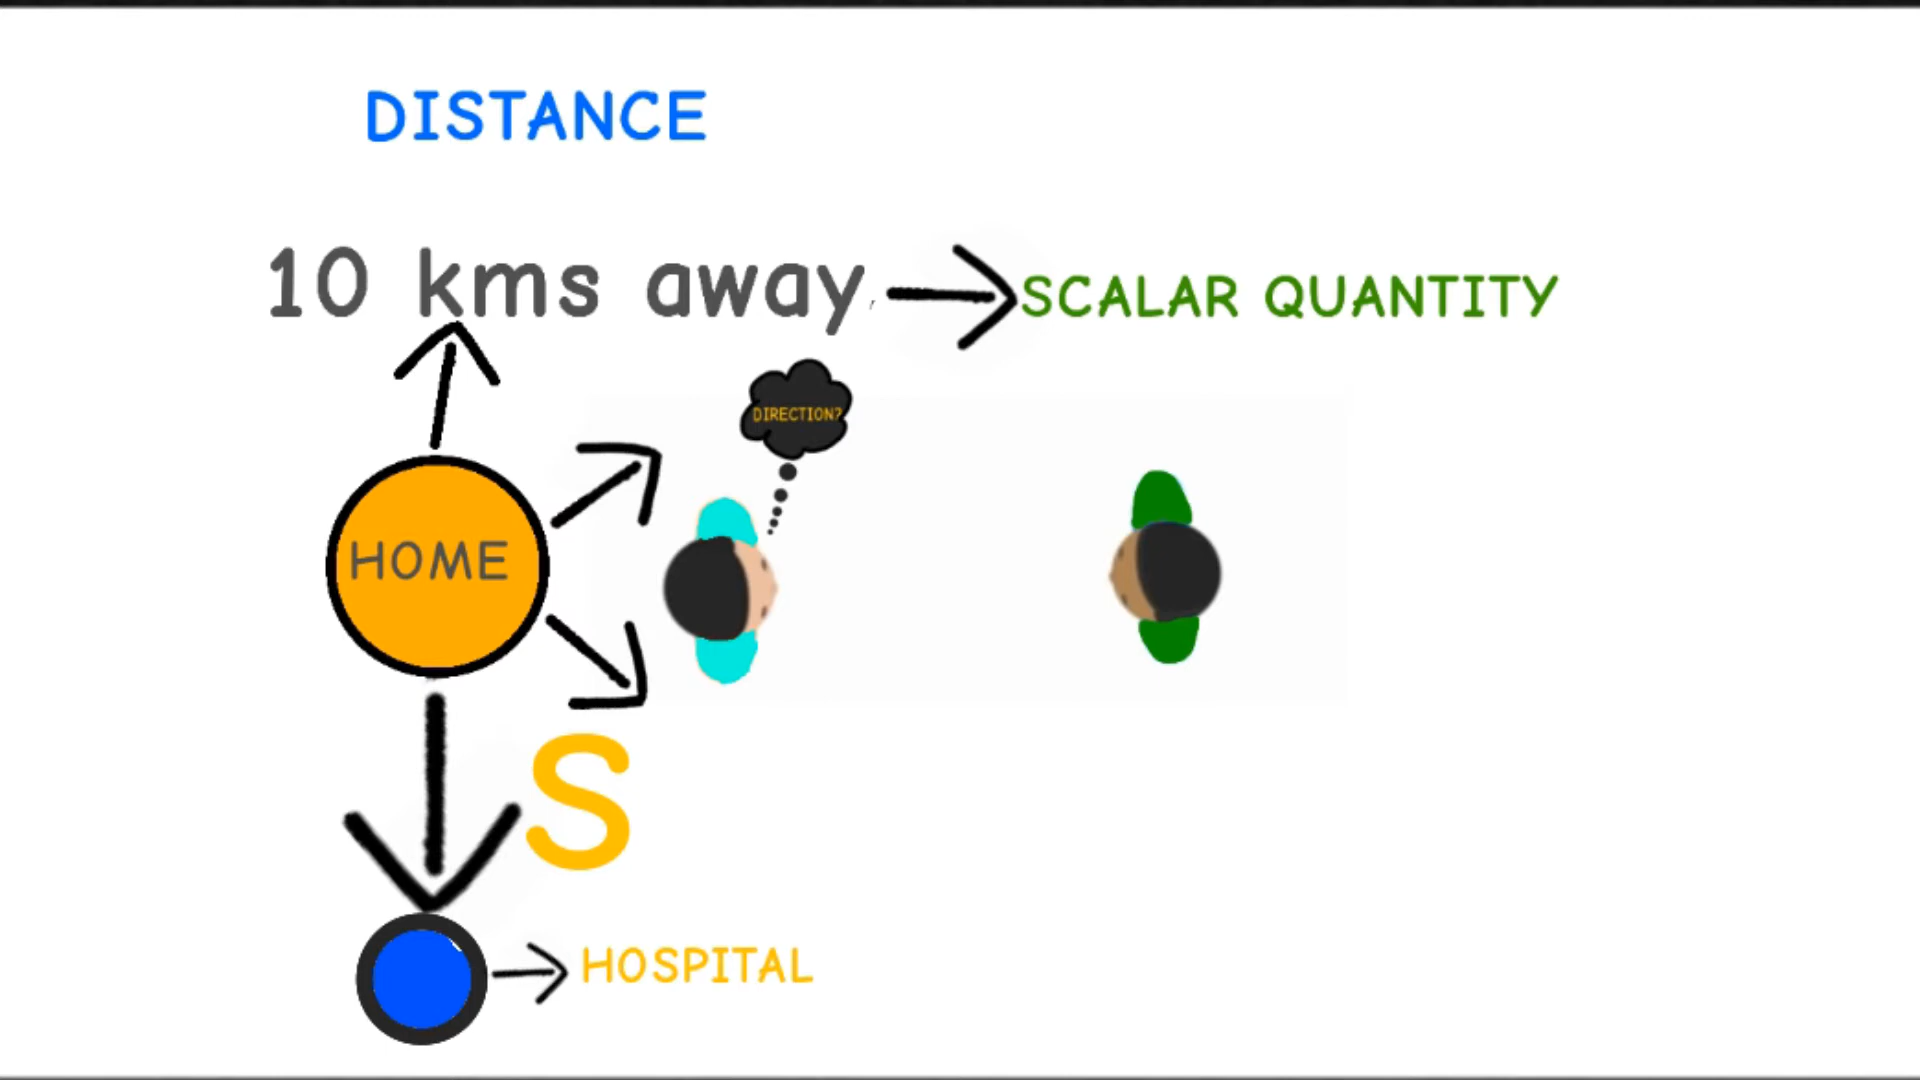 DISTANCE
10 kms away
SCALAR QUANTITY
DIRECTION?
HOME
S
HOSPITAL